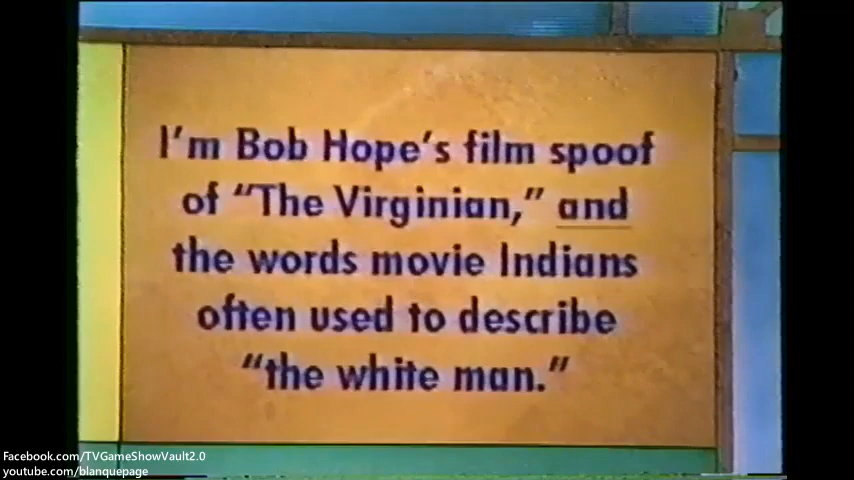 I'm Bob Hope's film spoof
of "The Virginian," and
the words movie Indians
often used to describe
"the white man."
Facebook.com/TVGameShowVault2.0
youtube.com/blanquepage